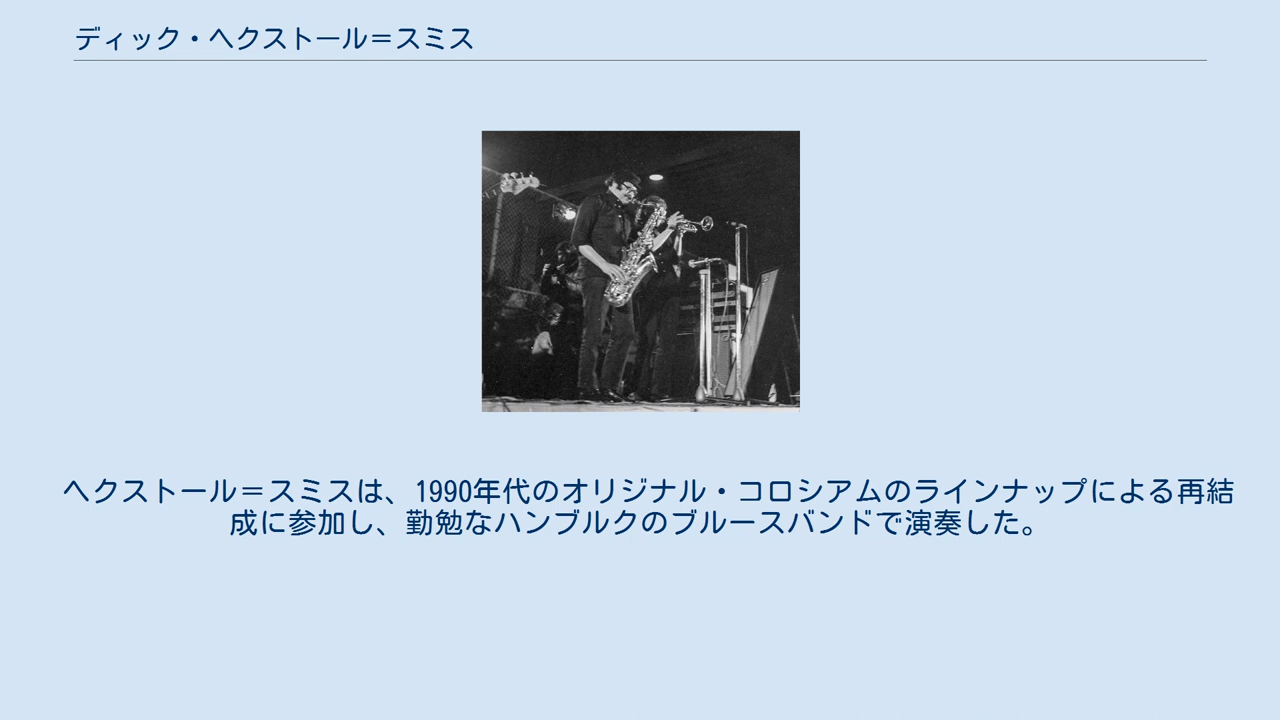 ディック・ヘクストール＝スミス
ヘクストール＝スミスは、1990年代のオリジナル・コロシアムのラインナップによる再結
成に参加し、勤勉なハンブルクのブルースバンドで演奏した。